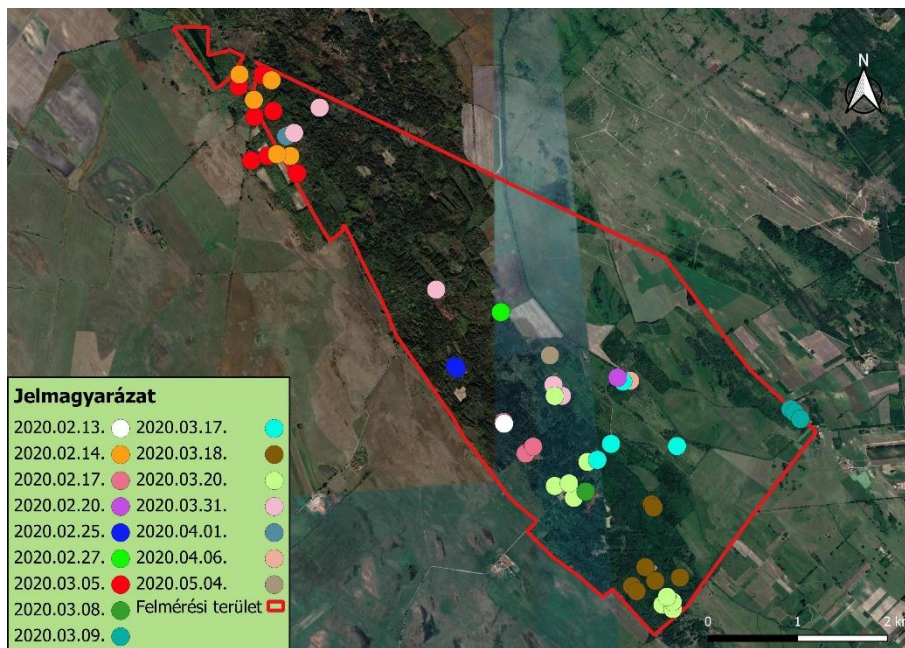 N
Jelmagyarázat
2020.02.13. 2020.03.17.
2020.02.14. 2020.03.18.
2020.02.17. 2020.03.20.
2020.02.20. 2020.03.31.
2020.02.25. 2020.04.01.
2020.02.27. 2020.04.06.
2020.03.05. 2020.05.04.
2020.03.08. Felmérési terület
2020.03.09.
0 1 2 km